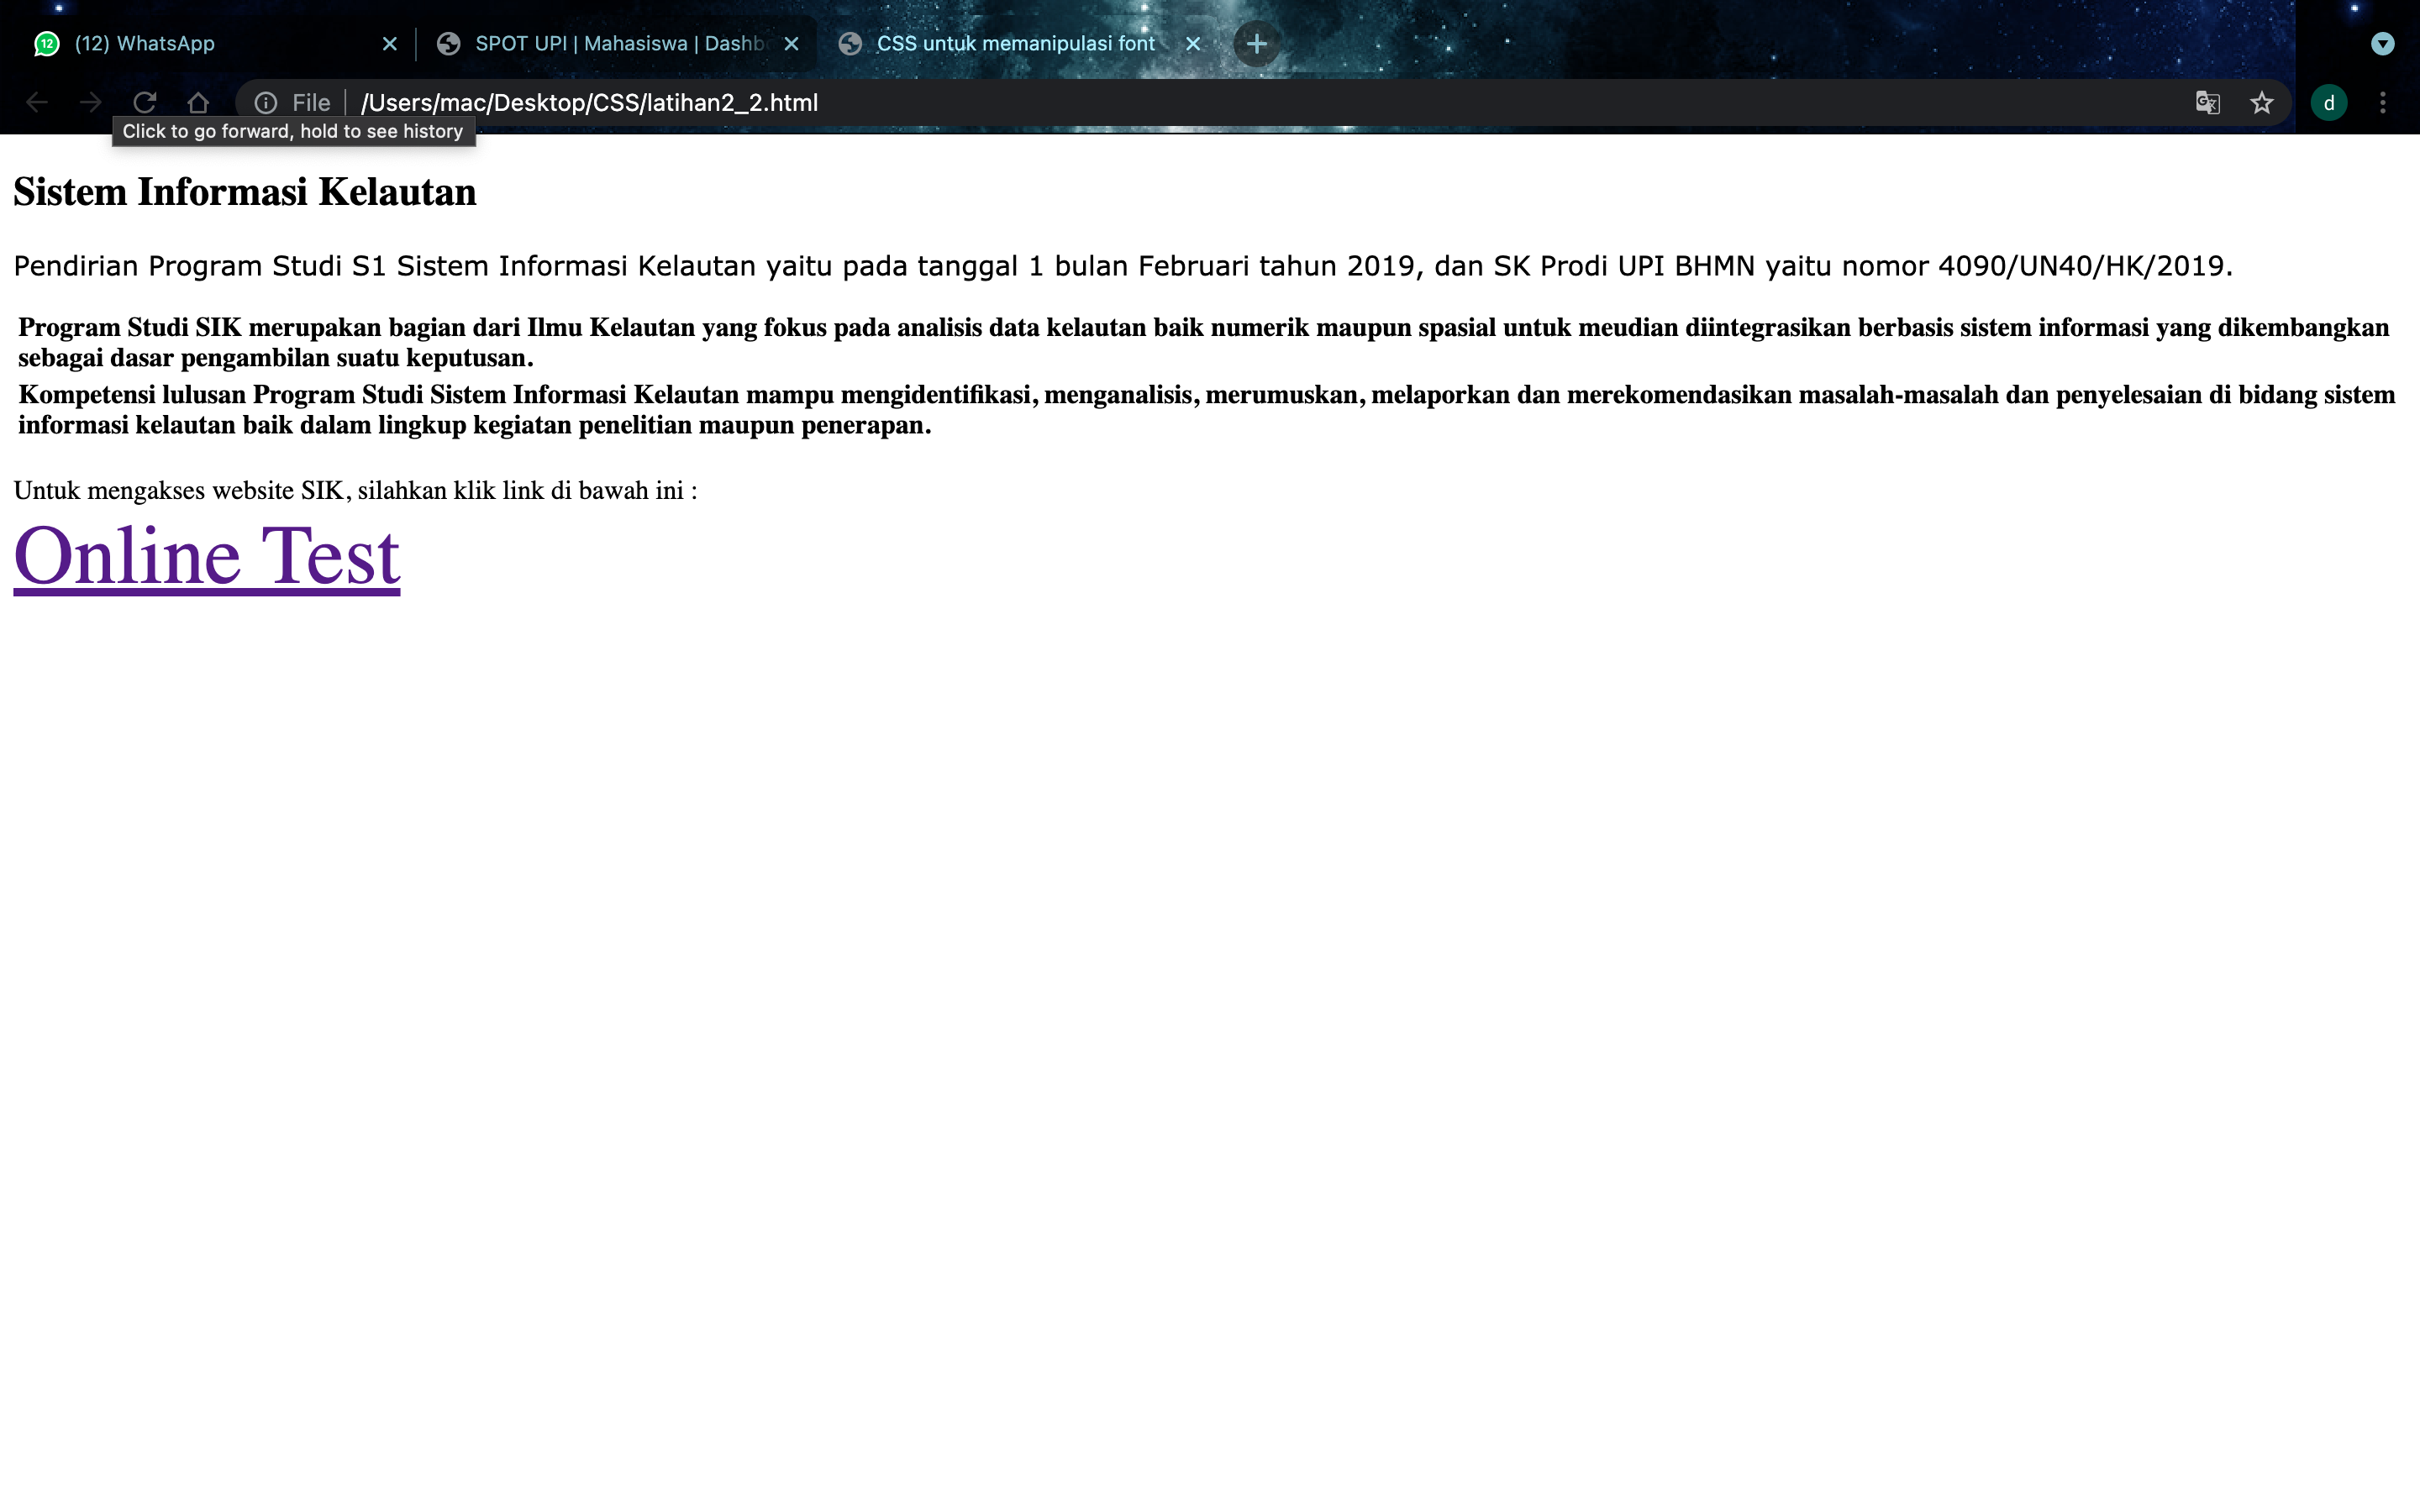 12 (12) WhatsApp
SPOT UPI | Mahasiswa | Dashb
CSS untuk memanipulasi font
File
/Users/mac/Desktop/CSS/latihan2_2.html
d
Click to go forward, hold to see history
Sistem Informasi Kelautan
Pendirian Program Studi S1 Sistem Informasi Kelautan yaitu pada tanggal 1 bulan Februari tahun 2019, dan SK Prodi UPI BHMN yaitu nomor 4090/UN40/HK/2019.
Program Studi SIK merupakan bagian dari Ilmu Kelautan yang fokus pada analisis data kelautan baik numerik maupun spasial untuk meudian diintegrasikan berbasis sistem informasi yang dikembangkan
sebagai dasar pengambilan suatu keputusan.
Kompetensi lulusan Program Studi Sistem Informasi Kelautan mampu mengidentifikasi, menganalisis, merumuskan, melaporkan dan merekomendasikan masalah-masalah dan penyelesaian di bidang sistem
informasi kelautan baik dalam lingkup kegiatan penelitian maupun penerapan.
Untuk mengakses website SIK, silahkan klik link di bawah ini :
Online Test